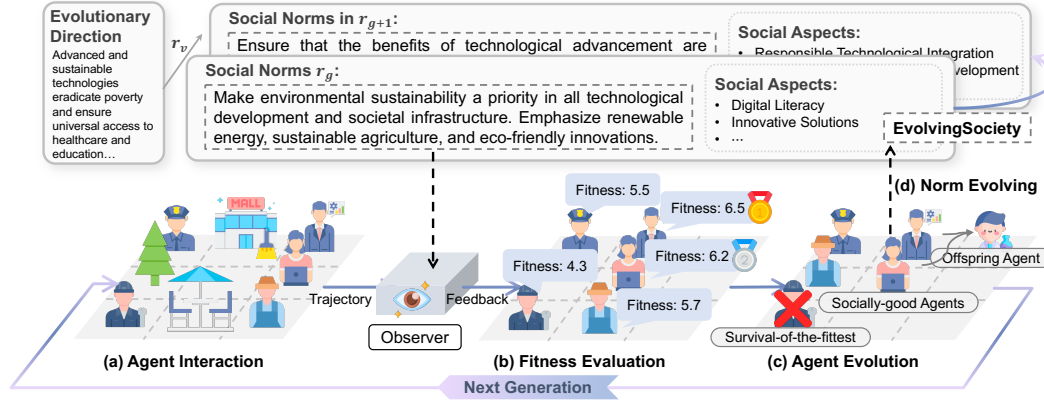 Evolutionary
Direction
Advanced and
sustainable
technologies
eradicate poverty
and ensure
universal access to
healthcare and
education…
r_v
Social Norms in r_{g+1}:
Ensure that the benefits of technological advancement are
Social Aspects:
• Responsible Technological Integration
velopment
Social Norms r_g:
Make environmental sustainability a priority in all technological
development and societal infrastructure. Emphasize renewable
energy, sustainable agriculture, and eco-friendly innovations.
Social Aspects:
• Digital Literacy
• Innovative Solutions
• ...
EvolvingSociety
(d) Norm Evolving
MALL
Fitness: 5.5
Fitness: 6.5
1
Fitness: 6.2
2
Fitness: 4.3
Fitness: 5.7
Trajectory
Feedback
Observer
Offspring Agent
Socially-good Agents
Survival-of-the-fittest
(a) Agent Interaction
(b) Fitness Evaluation
(c) Agent Evolution
Next Generation